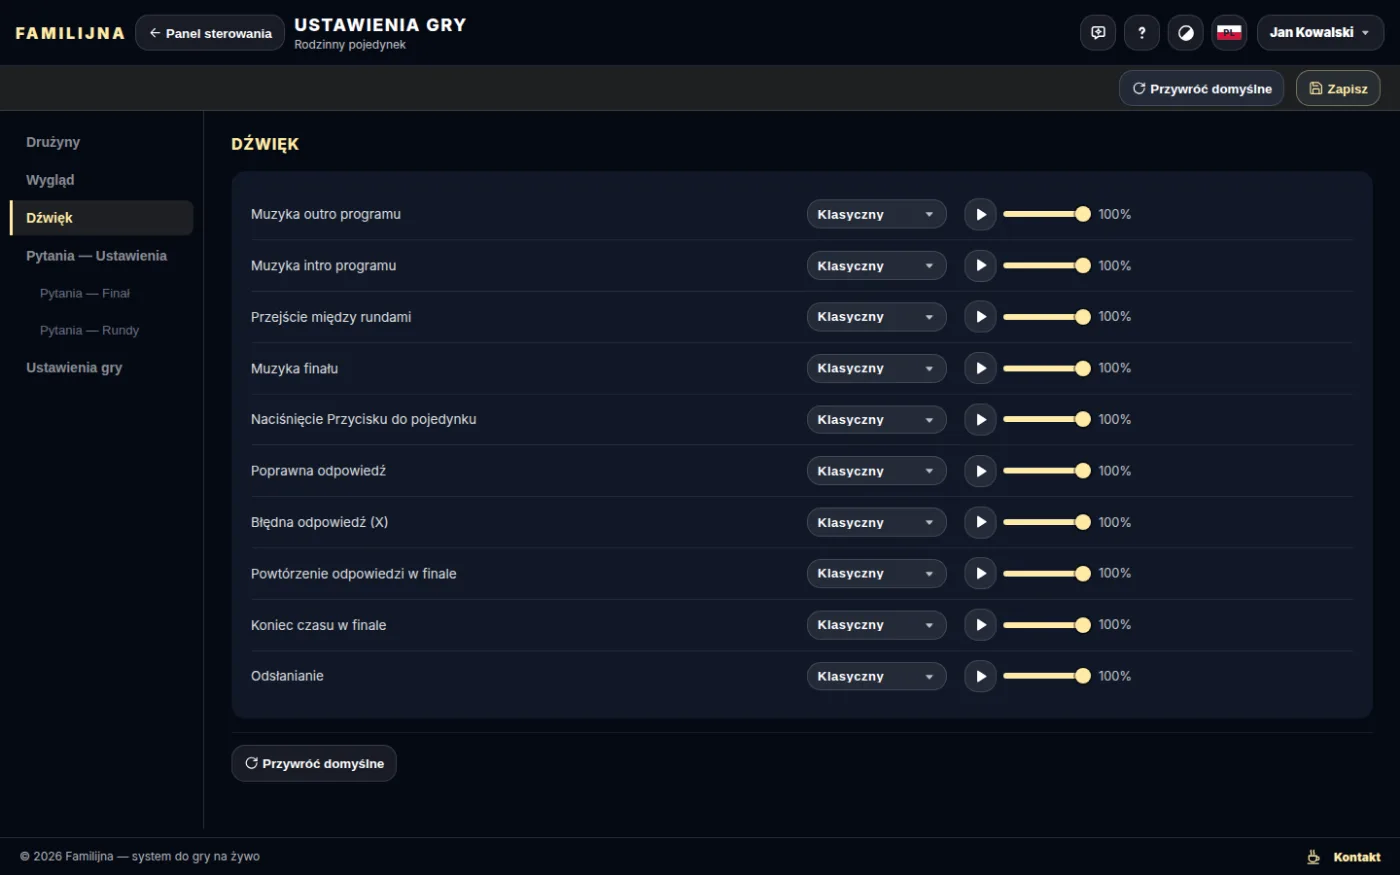 FAMILIJNA
Panel sterowania
USTAWIENIA GRY
Rodzinny pojedynek
?
PL
Jan Kowalski
Przywróć domyślne
Zapisz
Drużyny
Wygląd
Dźwięk
Pytania — Ustawienia
Pytania — Finał
Pytania — Rundy
Ustawienia gry
DŹWIĘK
Muzyka outro programu Klasyczny 100%
Muzyka intro programu Klasyczny 100%
Przejście między rundami Klasyczny 100%
Muzyka finału Klasyczny 100%
Naciśnięcie Przycisku do pojedynku Klasyczny 100%
Poprawna odpowiedź Klasyczny 100%
Błędna odpowiedź (X) Klasyczny 100%
Powtórzenie odpowiedzi w finale Klasyczny 100%
Koniec czasu w finale Klasyczny 100%
Odsłanianie Klasyczny 100%
Przywróć domyślne
© 2026 Familijna — system do gry na żywo
Kontakt